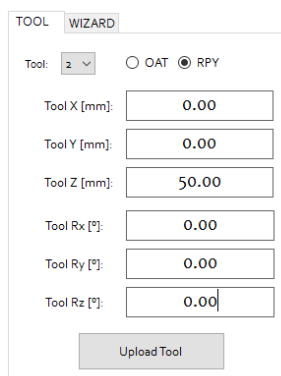 TOOL WIZARD
Tool: 2 OAT RPY
Tool X [mm]: 0.00
Tool Y [mm]: 0.00
Tool Z [mm]: 50.00
Tool Rx [º]: 0.00
Tool Ry [º]: 0.00
Tool Rz [º]: 0.00
Upload Tool